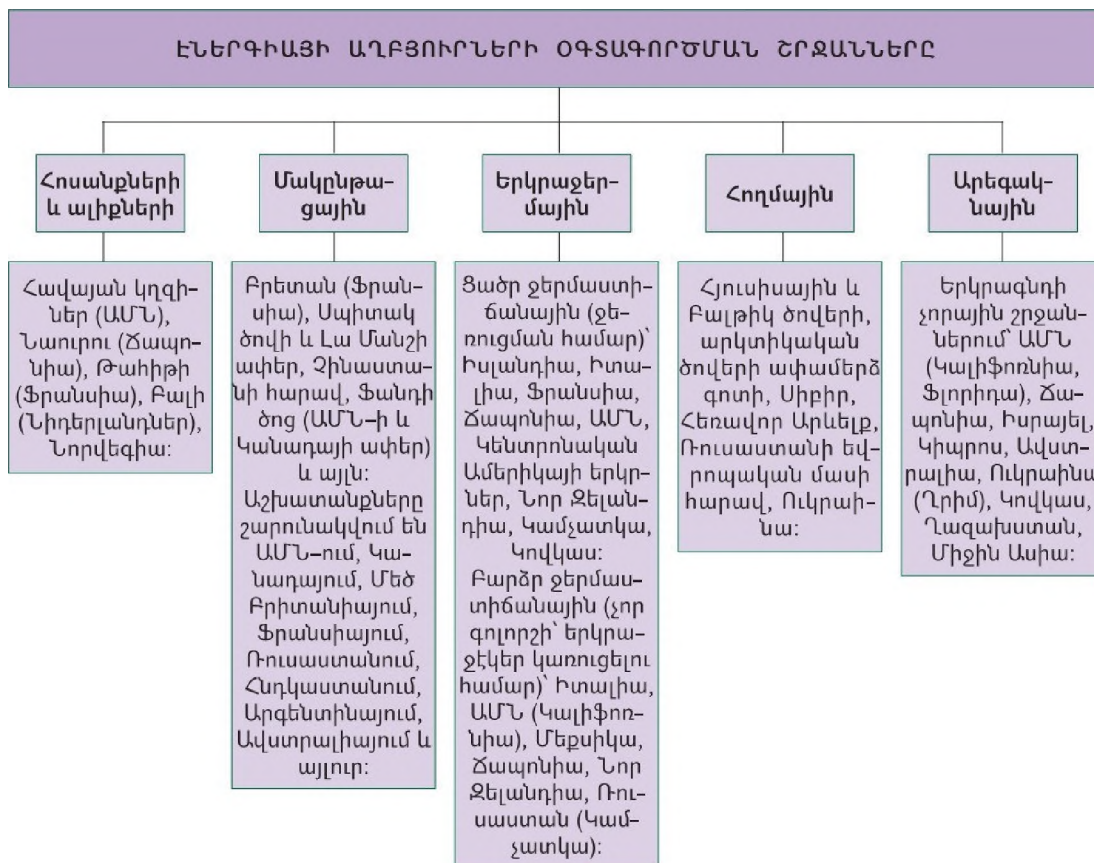 ԷՆԵՐԳԻԱՅԻ ԱՂԲՅՈՒՐՆԵՐԻ ՕԳՏԱԳՈՐԾՄԱՆ ՇՐՋԱՆՆԵՐԸ
Հոսանքների
և ալիքների
Հավայան կղզի–
ներ (ԱՄՆ),
Նաուրու (Ճապո–
նիա), Թահիթի
(Ֆրանսիա), Բալի
(Նիդերլանդներ),
Նորվեգիա։
Մակընթա–
ցային
Բրետան (Ֆրան–
սիա), Սպիտակ
ծովի և Լա Մանշի
ափեր, Չինաստա–
նի հարավ, Ֆանդի
ծոց (ԱՄՆ–ի և
Կանադայի ափեր)
և այլն։
Աշխատանքները
շարունակվում են
ԱՄՆ–ում, Կա–
նադայում, Մեծ
Բրիտանիայում,
Ֆրանսիայում,
Ռուսաստանում,
Հնդկաստանում,
Արգենտինայում,
Ավստրալիայում և
այլուր։
Երկրաջեր–
մային
Ցածր ջերմաստի–
ճանային (ջե–
ռուցման համար)՝
Իսլանդիա, Իտա–
լիա, Ֆրանսիա,
Ճապոնիա, ԱՄՆ,
Կենտրոնական
Ամերիկայի երկր–
ներ, Նոր Զելան–
դիա, Կամչատկա,
Կովկաս։
Բարձր ջերմաս–
տիճանային (չոր
գոլորշի՝ երկրա–
ջէկեր կառուցելու
համար)՝ Իտալիա,
ԱՄՆ (Կալիֆոռ–
նիա), Մեքսիկա,
Ճապոնիա, Նոր
Զելանդիա, Ռու–
սաստան (Կամ–
չատկա)։
Հողմային
Հյուսիսային և
Բալթիկ ծովերի,
արկտիկական
ծովերի ափամերձ
գոտի, Սիբիր,
Հեռավոր Արևելք,
Ռուսաստանի եվ–
րոպական մասի
հարավ, Ուկրաի–
նա։
Արեգակ–
նային
Երկրագնդի
չորային շրջան–
ներում՝ ԱՄՆ
(Կալիֆոռնիա,
Ֆլորիդա), Ճա–
պոնիա, Իսրայել,
Կիպրոս, Ավստ–
րալիա, Ուկրաինա
(Ղրիմ), Կովկաս,
Ղազախստան,
Միջին Ասիա։